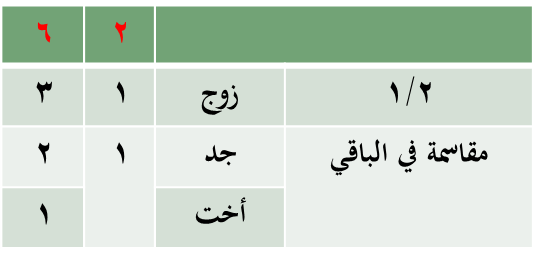 ٢ ٦
١/٢ زوج ١ ٣
مقاسمة في الباقي جد ١ ٢
أخت ١